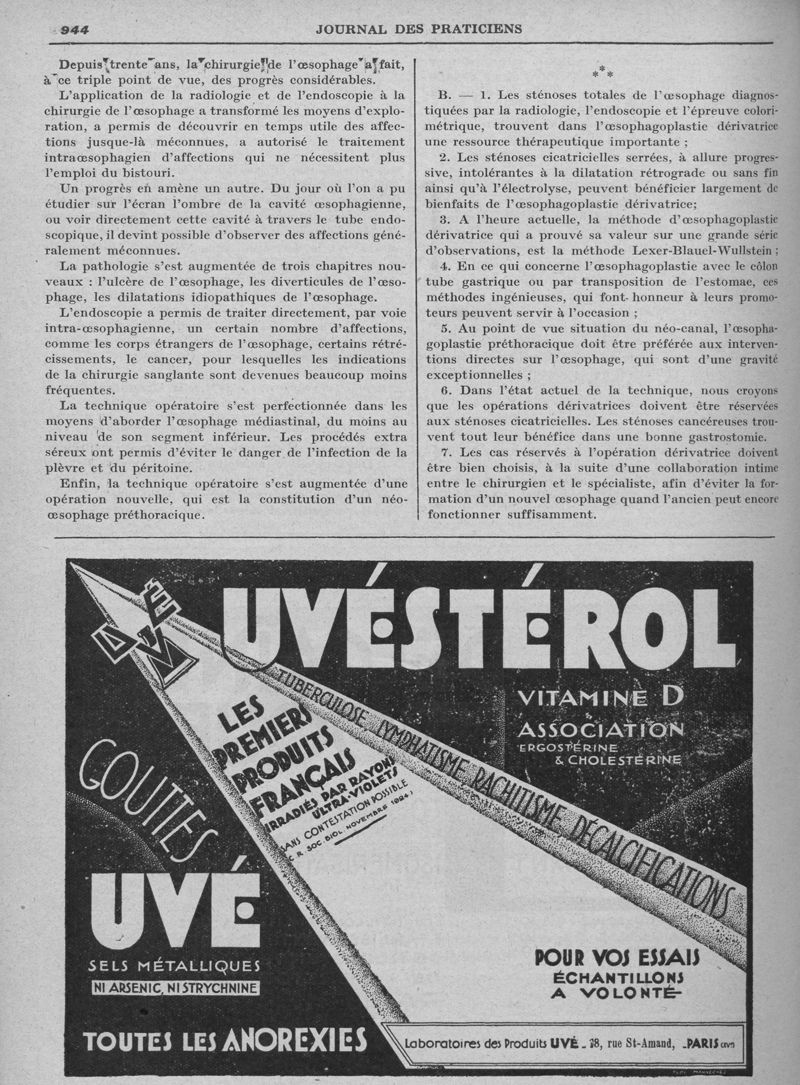 944
JOURNAL DES PRATICIENS
Depuis trente ans, la chirurgie de l'œsophage a fait,
à ce triple point de vue, des progrès considérables.
L'application de la radiologie et de l'endoscopie à la
chirurgie de l'œsophage a transformé les moyens d'explo-
ration, a permis de découvrir en temps utile des affec-
tions jusque-là méconnues, a autorisé le traitement
intraœsophagien d'affections qui ne nécessitent plus
l'emploi du bistouri.
Un progrès en amène un autre. Du jour où l'on a pu
étudier sur l'écran l'ombre de la cavité œsophagienne,
ou voir directement cette cavité à travers le tube endo-
scopique, il devint possible d'observer des affections géné-
ralement méconnues.
La pathologie s'est augmentée de trois chapitres nou-
veaux : l'ulcère de l'œsophage, les diverticules de l'œso-
phage, les dilatations idiopathiques de l'œsophage.
L'endoscopie a permis de traiter directement, par voie
intra-œsophagienne, un certain nombre d'affections,
comme les corps étrangers de l'œsophage, certains rétré-
cissements, le cancer, pour lesquelles les indications
de la chirurgie sanglante sont devenues beaucoup moins
fréquentes.
La technique opératoire s'est perfectionnée dans les
moyens d'aborder l'œsophage médiastinal, du moins au
niveau de son segment inférieur. Les procédés extra
séreux ont permis d'éviter le danger de l'infection de la
plèvre et du péritoine.
Enfin, la technique opératoire s'est augmentée d'une
opération nouvelle, qui est la constitution d'un néo-
œsophage préthoracique.
* * *
B. — 1. Les sténoses totales de l'œsophage diagnos-
tiquées par la radiologie, l'endoscopie et l'épreuve colori-
métrique, trouvent dans l'œsophagoplastie dérivatrice
une ressource thérapeutique importante ;
2. Les sténoses cicatricielles serrées, à allure progres-
sive, intolérantes à la dilatation rétrograde ou sans fin
ainsi qu'à l'électrolyse, peuvent bénéficier largement de
bienfaits de l'œsophagoplastie dérivatrice;
3. A l'heure actuelle, la méthode d'œsophagoplastie
dérivatrice qui a prouvé sa valeur sur une grande série
d'observations, est la méthode Lexer-Blauel-Wullstein ;
4. En ce qui concerne l'œsophagoplastie avec le côlon
tube gastrique ou par transposition de l'estomac, ces
méthodes ingénieuses, qui font honneur à leurs promo-
teurs peuvent servir à l'occasion ;
5. Au point de vue situation du néo-canal, l'œsopha-
goplastie préthoracique doit être préférée aux interven-
tions directes sur l'œsophage, qui sont d'une gravité
exceptionnelles ;
6. Dans l'état actuel de la technique, nous croyons
que les opérations dérivatrices doivent être réservées
aux sténoses cicatricielles. Les sténoses cancéreuses trou-
vent tout leur bénéfice dans une bonne gastrostomie.
7. Les cas réservés à l'opération dérivatrice doivent
être bien choisis, à la suite d'une collaboration intime
entre le chirurgien et le spécialiste, afin d'éviter la for-
mation d'un nouvel œsophage quand l'ancien peut encore
fonctionner suffisamment.
UVÉSTÉROL
VITAMINE D
ASSOCIATION
ERGOSTÉRINE
& CHOLESTÉRINE
TUBERCULOSE, LYMPHATISME, RACHITISME, DÉCALCIFICATIONS
LES
PREMIERS
PRODUITS
FRANÇAIS
IRRADIÉS PAR RAYONS
ULTRA-VIOLETS
SANS CONTESTATION POSSIBLE
C. R. SOC. BIOL. NOVEMBRE 1924)
GOUTTES
UVÉ
SELS MÉTALLIQUES
NI ARSENIC, NI STRYCHNINE
TOUTES LES ANOREXIES
POUR VOS ESSAIS
ÉCHANTILLONS
A VOLONTÉ
Laboratoires des Produits UVÉ - 28, rue St-Amand, - PARIS (XVe)